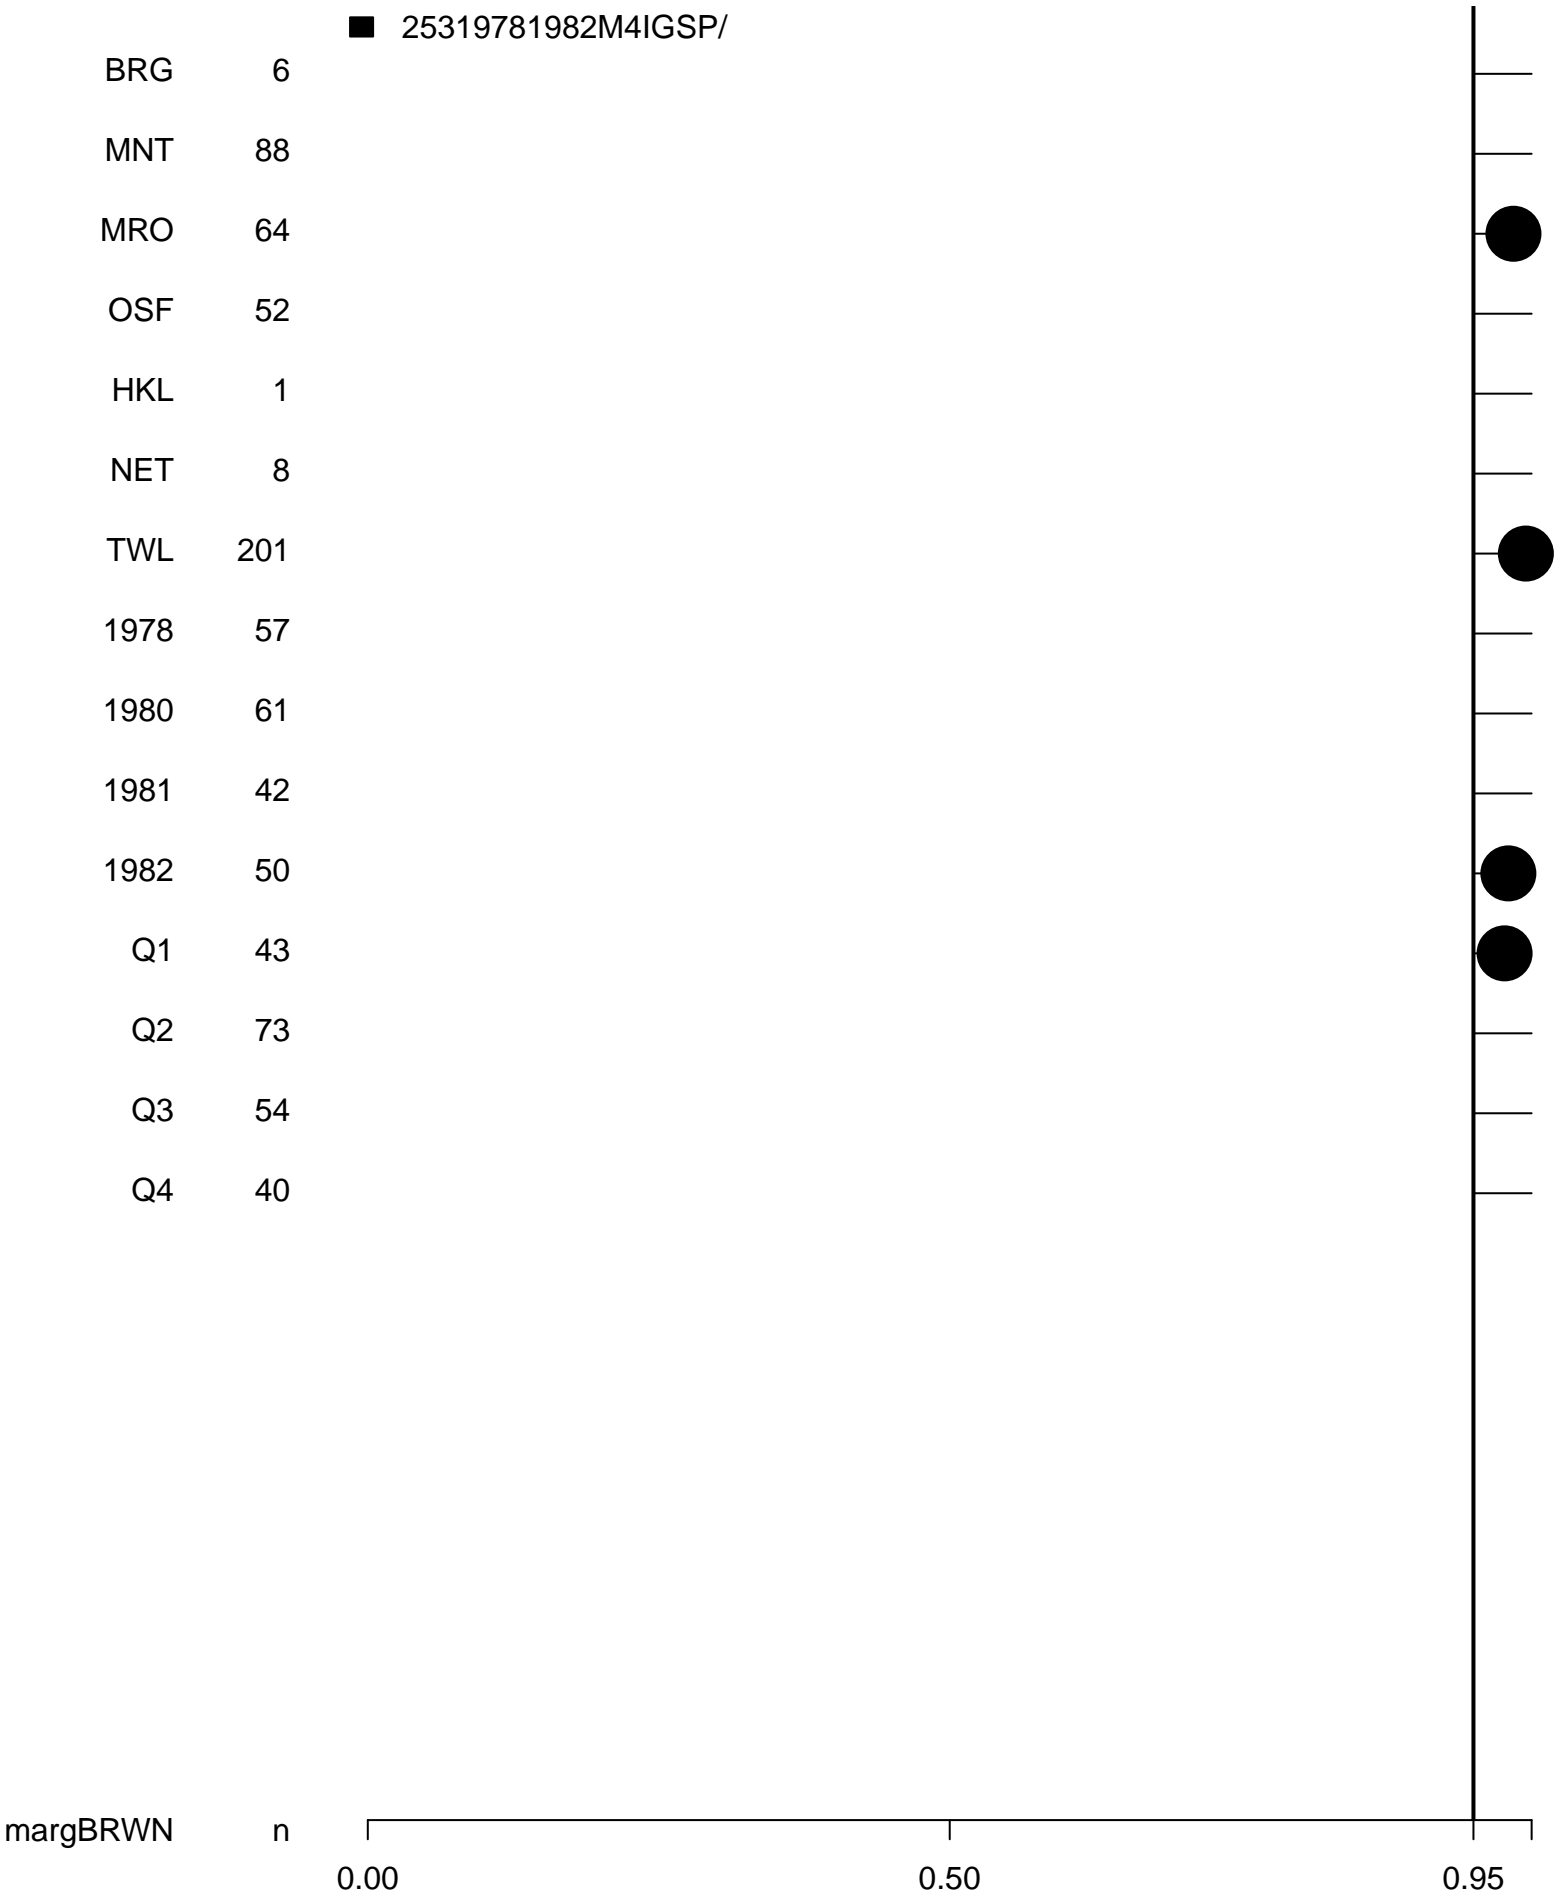 25319781982M4IGSP/
BRG 6
MNT 88
MRO 64
OSF 52
HKL 1
NET 8
TWL 201
1978 57
1980 61
1981 42
1982 50
Q1 43
Q2 73
Q3 54
Q4 40
margBRWN n
0.00 0.50 0.95